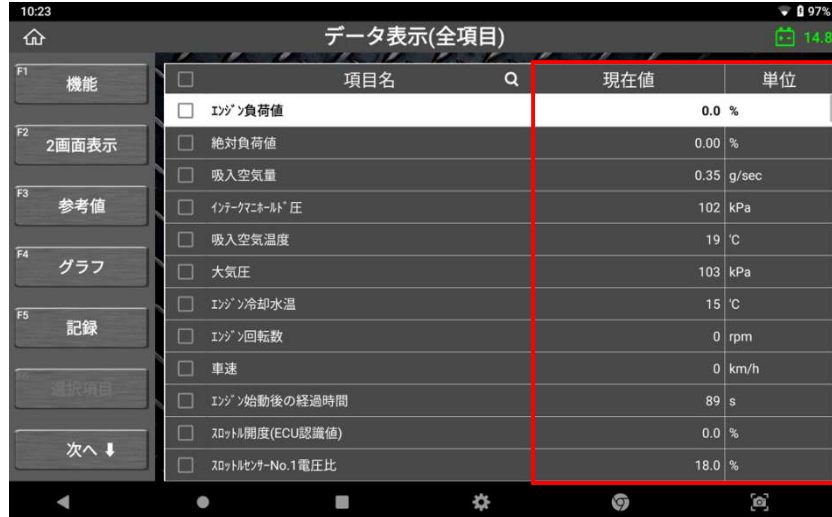 10:23 97%
データ表示(全項目) 14.8
F1 機能
F2 2画面表示
F3 参考値
F4 グラフ
F5 記録
F6 選択項目
次へ
項目名 現在値 単位
ｴﾝｼﾞﾝ負荷値 0.0 %
絶対負荷値 0.00 %
吸入空気量 0.35 g/sec
ｲﾝﾃｰｸﾏﾆﾎｰﾙﾄﾞ圧 102 kPa
吸入空気温度 19 ℃
大気圧 103 kPa
ｴﾝｼﾞﾝ冷却水温 15 ℃
ｴﾝｼﾞﾝ回転数 0 rpm
車速 0 km/h
ｴﾝｼﾞﾝ始動後の経過時間 89 s
ｽﾛｯﾄﾙ開度(ECU認識値) 0.0 %
ｽﾛｯﾄﾙｾﾝｻｰNo.1電圧比 18.0 %